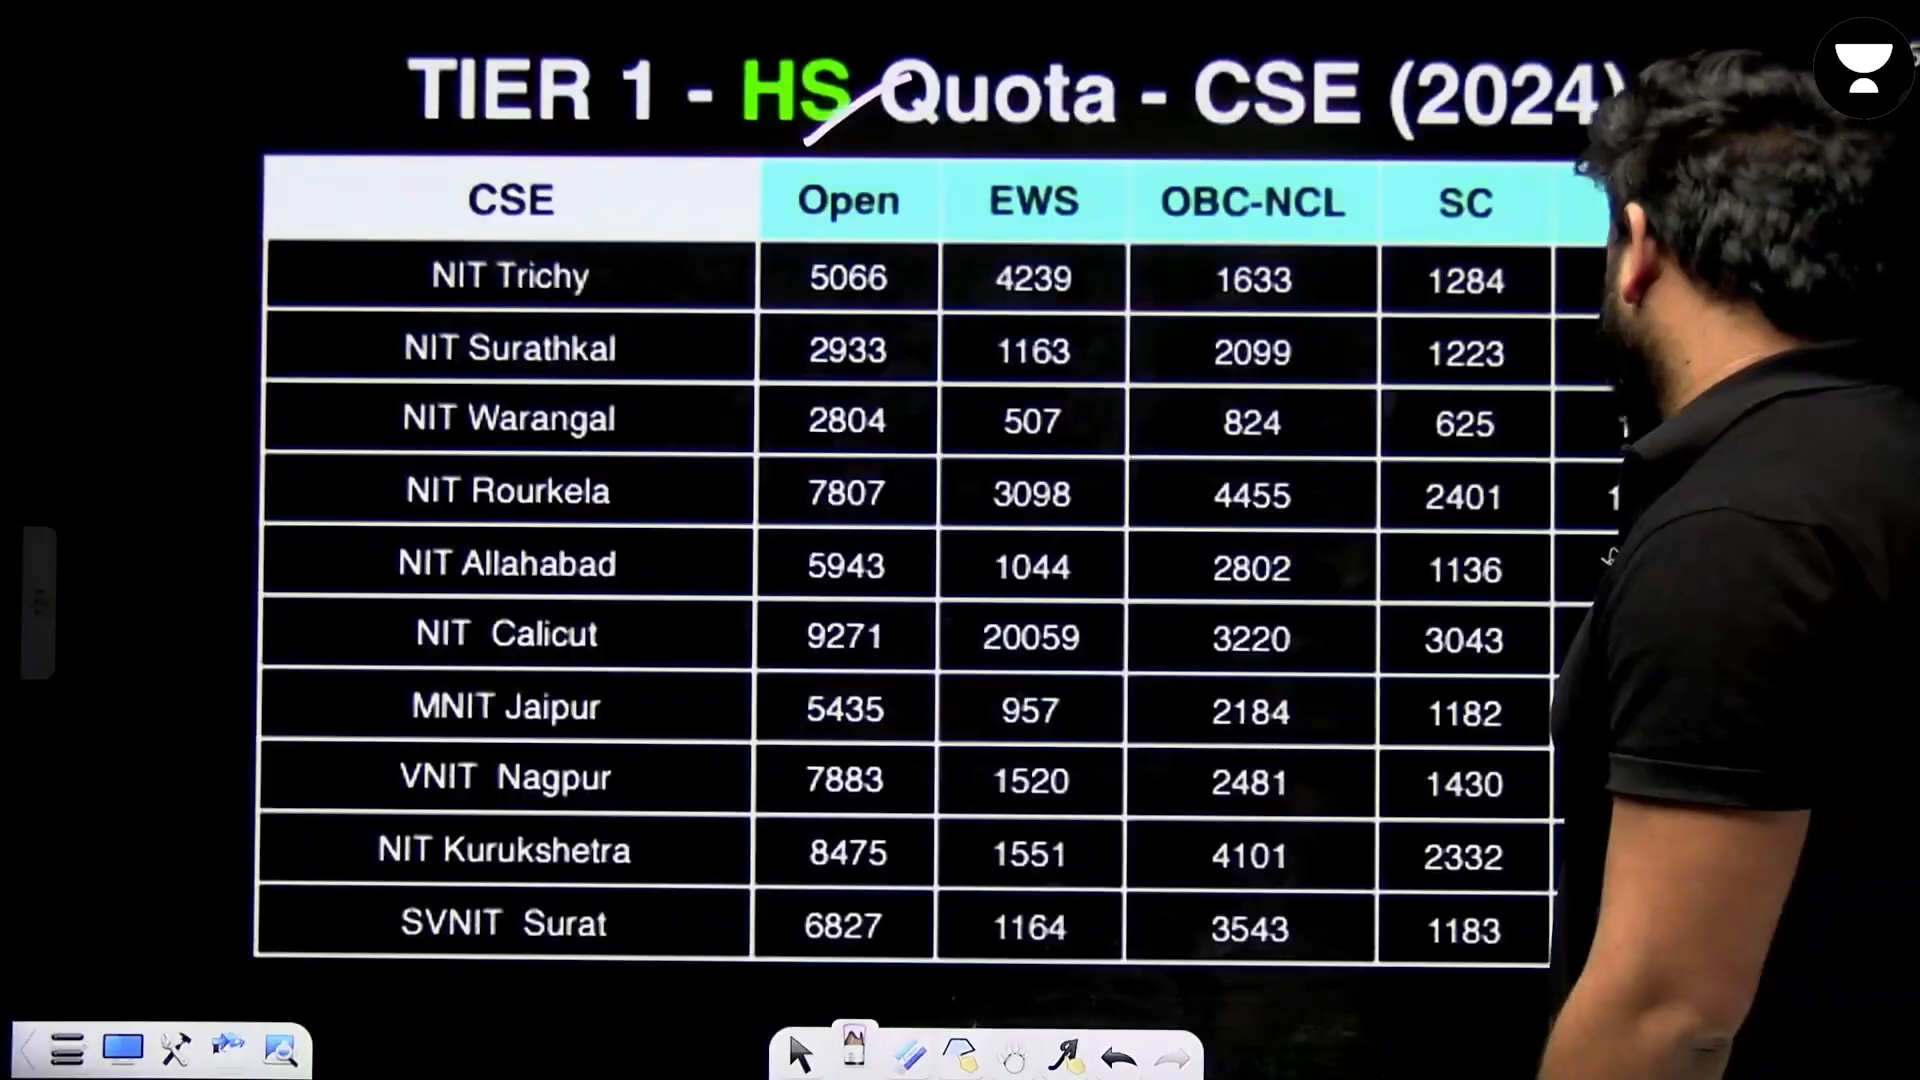 TIER 1 - HS Quota - CSE (2024)
CSE Open EWS OBC-NCL SC
NIT Trichy 5066 4239 1633 1284
NIT Surathkal 2933 1163 2099 1223
NIT Warangal 2804 507 824 625
NIT Rourkela 7807 3098 4455 2401
NIT Allahabad 5943 1044 2802 1136
NIT Calicut 9271 20059 3220 3043
MNIT Jaipur 5435 957 2184 1182
VNIT Nagpur 7883 1520 2481 1430
NIT Kurukshetra 8475 1551 4101 2332
SVNIT Surat 6827 1164 3543 1183